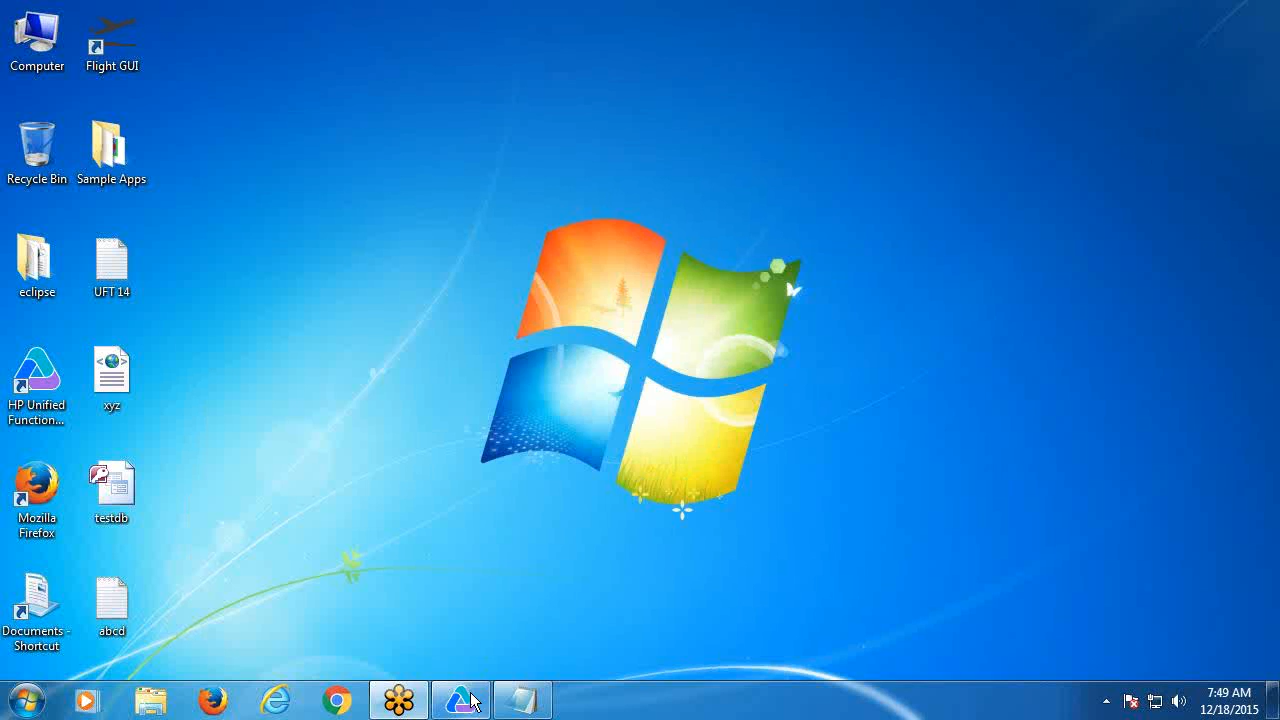 Computer
Flight GUI
Recycle Bin
Sample Apps
eclipse
UFT 14
HP Unified
Function...
xyz
Mozilla
Firefox
testdb
Documents -
Shortcut
abcd
7:49 AM
12/18/2015